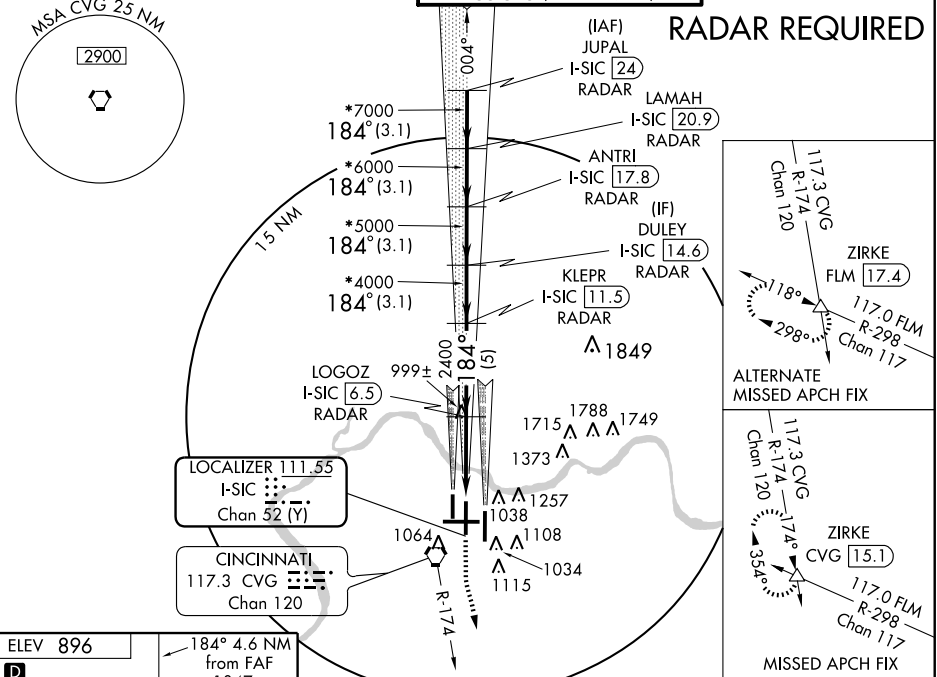 MSA CVG 25 NM
2900
RADAR REQUIRED
004°
(IAF)
JUPAL
I-SIC 24
RADAR
*7000
184° (3.1)
LAMAH
I-SIC 20.9
RADAR
*6000
184° (3.1)
ANTRI
I-SIC 17.8
RADAR
15 NM
*5000
184° (3.1)
(IF)
DULEY
I-SIC 14.6
RADAR
*4000
184° (3.1)
KLEPR
I-SIC 11.5
RADAR
2400
184°
(5)
1849
LOGOZ
I-SIC 6.5
RADAR
999±
1715
1788
1749
1373
LOCALIZER 111.55
I-SIC
Chan 52 (Y)
1257
1038
1064
1108
1034
1115
CINCINNATI
117.3 CVG
Chan 120
R-174
117.3 CVG
R-174
Chan 120
ZIRKE
FLM 17.4
118°
298°
117.0 FLM
R-298
Chan 117
ALTERNATE
MISSED APCH FIX
117.3 CVG
R-174
Chan 120
174°
354°
ZIRKE
CVG 15.1
117.0 FLM
R-298
Chan 117
MISSED APCH FIX
ELEV 896
D
184° 4.6 NM
from FAF